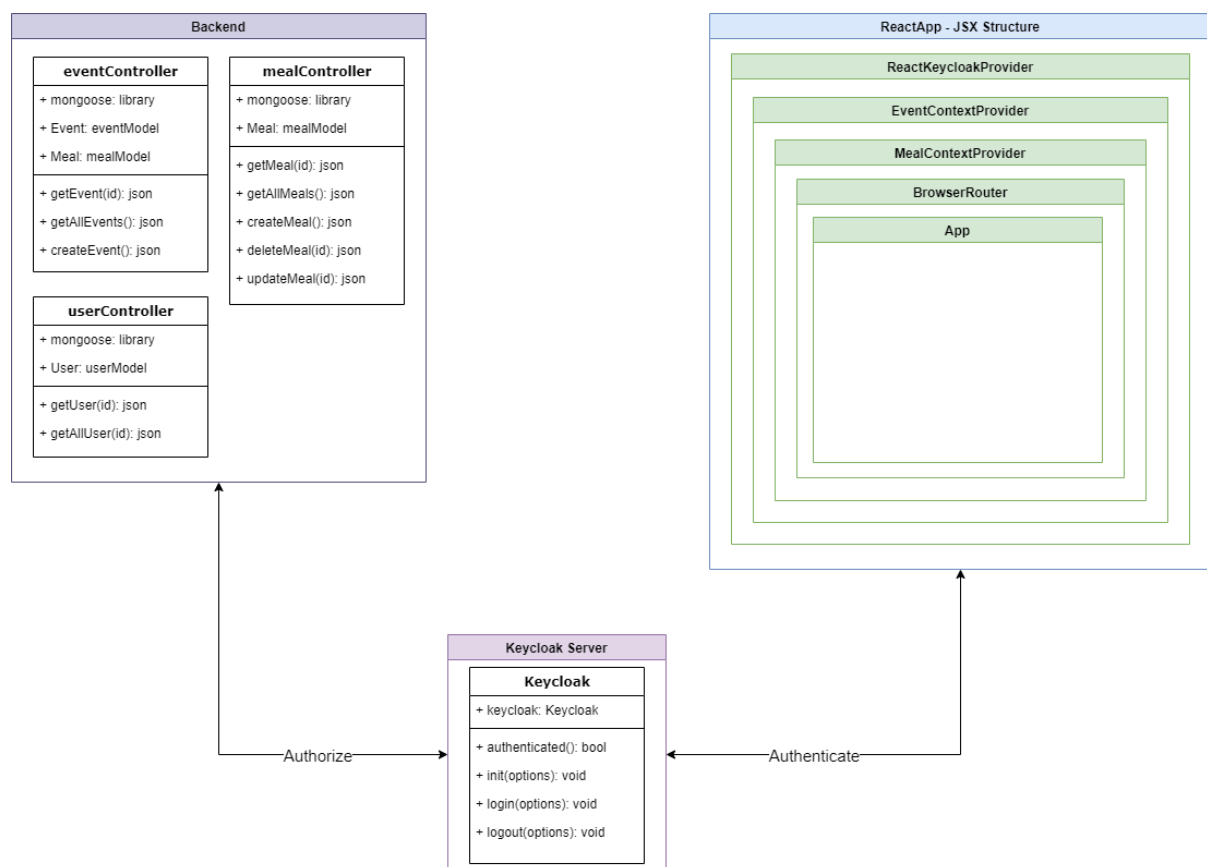 Backend
eventController
+ mongoose: library
+ Event: eventModel
+ Meal: mealModel
+ getEvent(id): json
+ getAllEvents(): json
+ createEvent(): json
mealController
+ mongoose: library
+ Meal: mealModel
+ getMeal(id): json
+ getAllMeals(): json
+ createMeal(): json
+ deleteMeal(id): json
+ updateMeal(id): json
userController
+ mongoose: library
+ User: userModel
+ getUser(id): json
+ getAllUser(id): json
ReactApp - JSX Structure
ReactKeycloakProvider
EventContextProvider
MealContextProvider
BrowserRouter
App
Keycloak Server
Keycloak
+ keycloak: Keycloak
+ authenticated(): bool
+ init(options): void
+ login(options): void
+ logout(options): void
Authorize
Authenticate